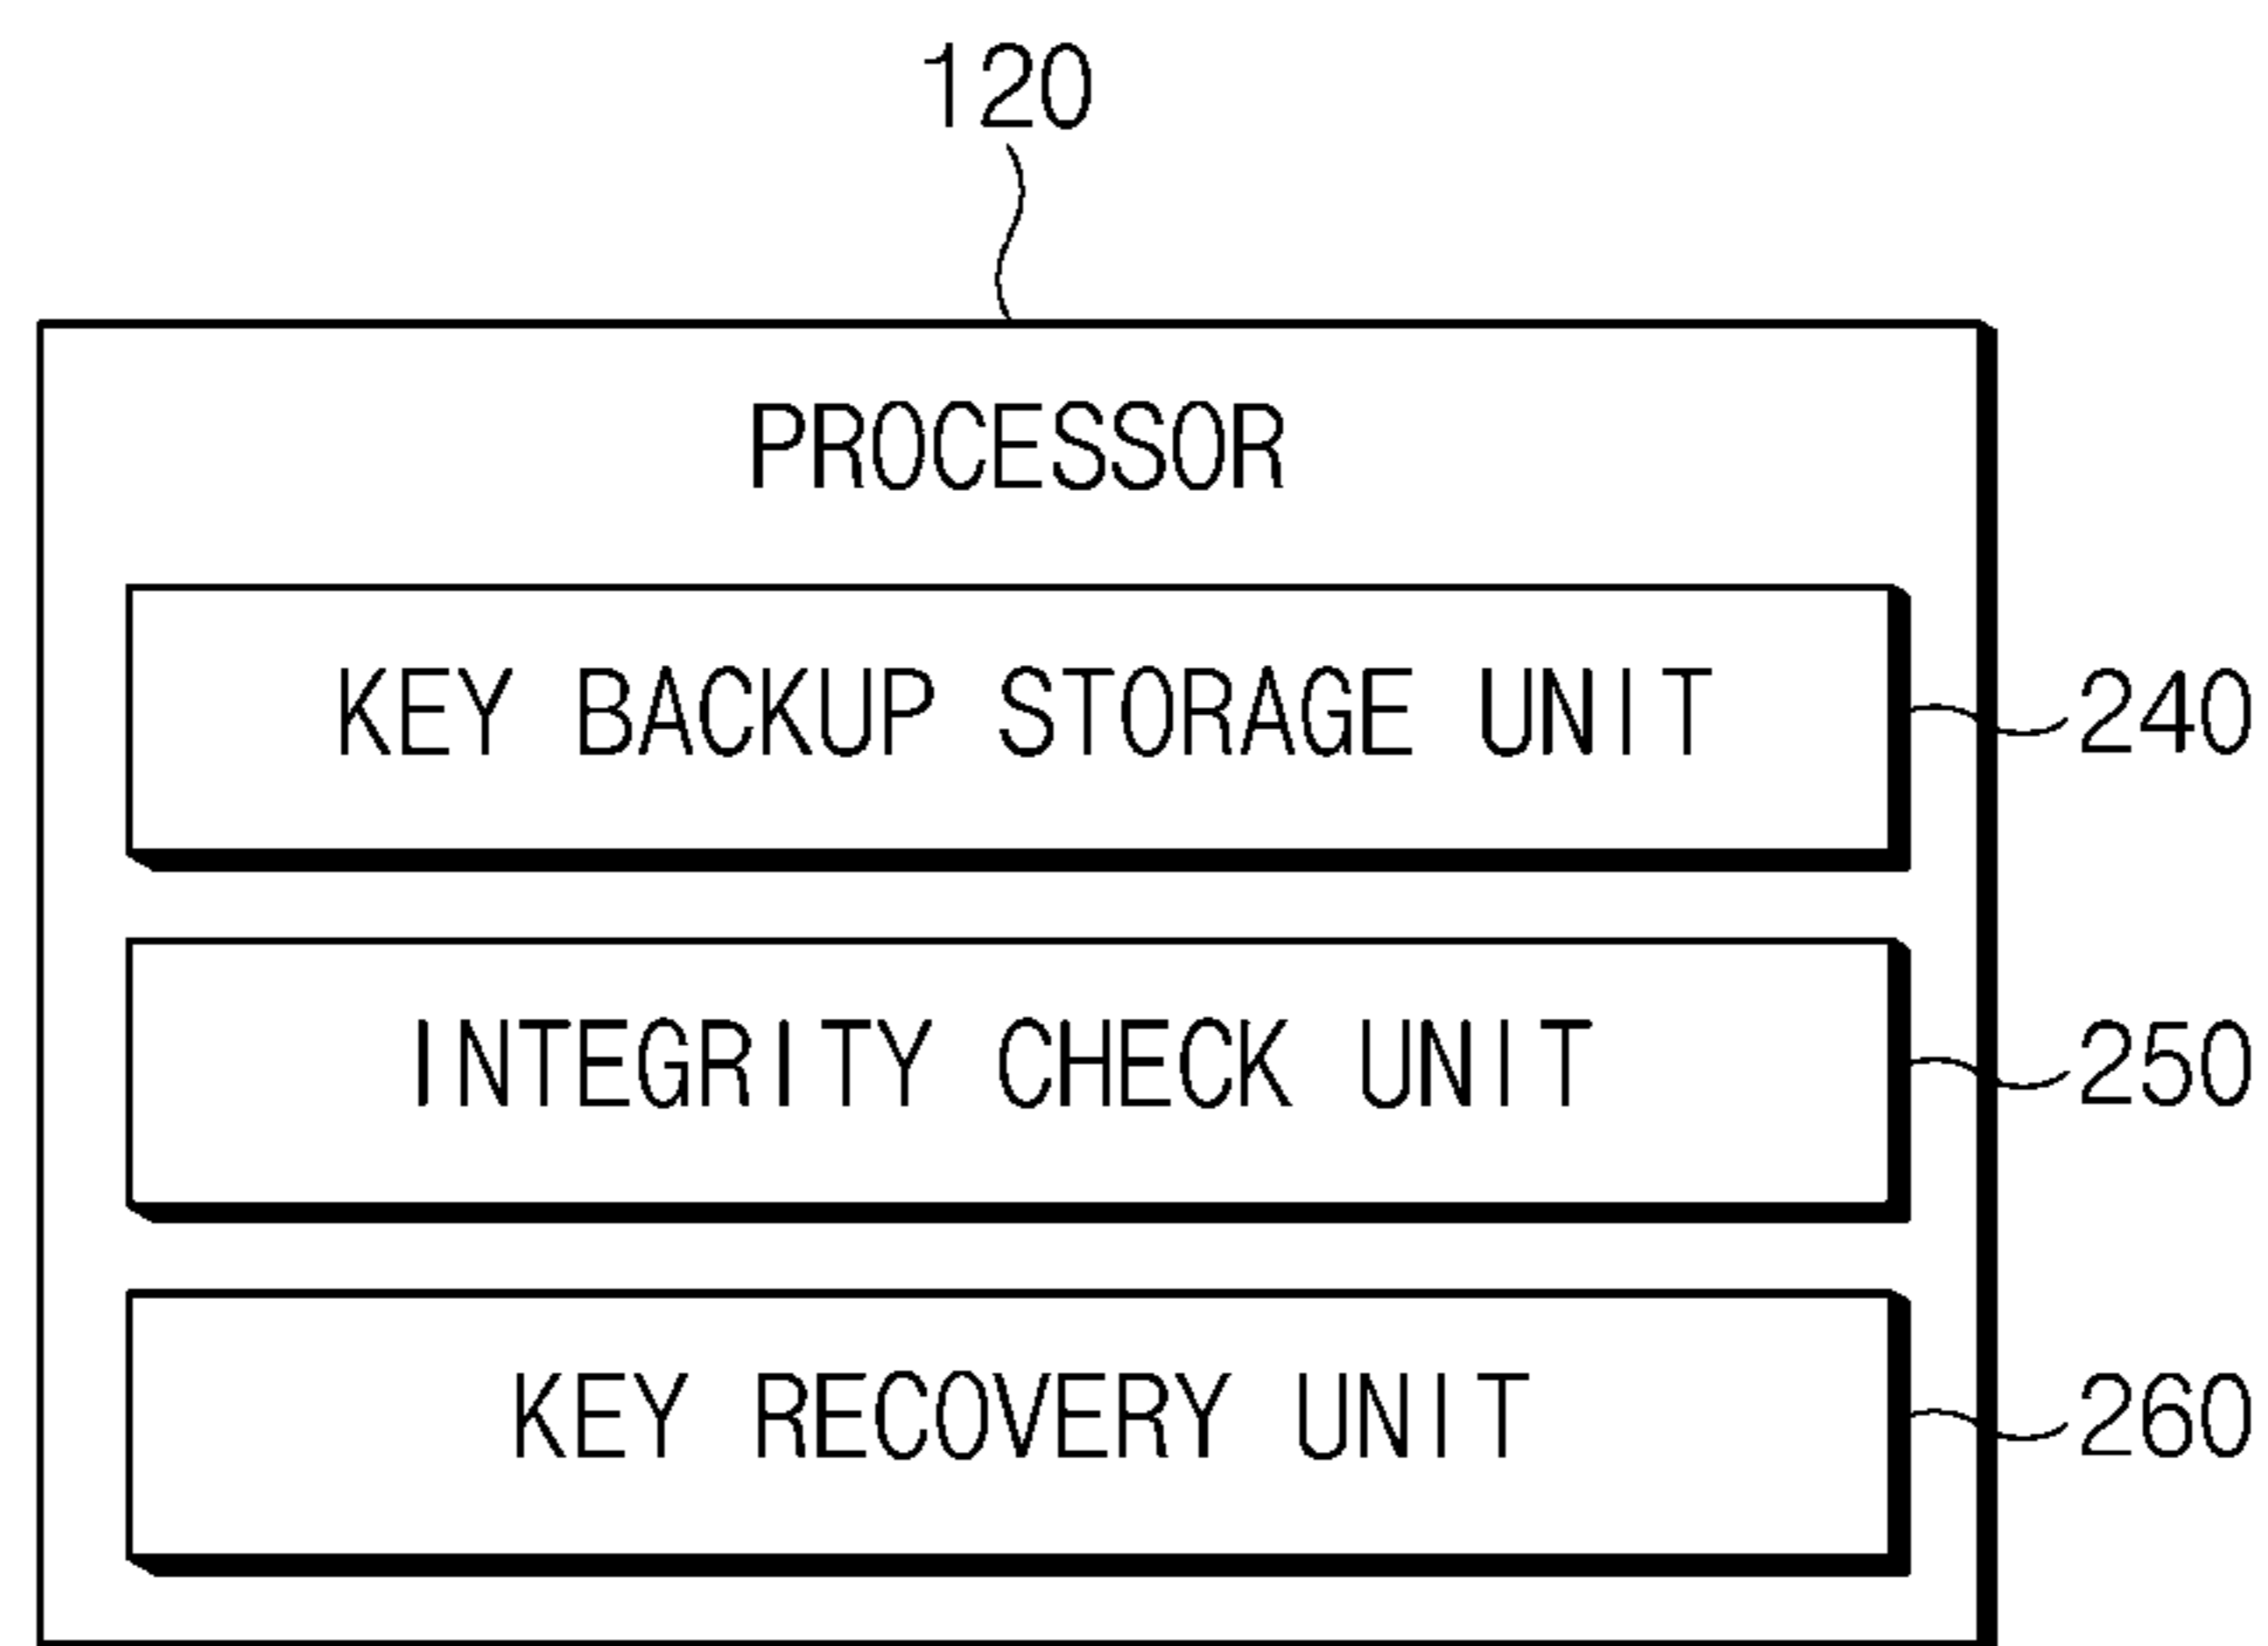 120
PROCESSOR
KEY BACKUP STORAGE UNIT
240
INTEGRITY CHECK UNIT
250
KEY RECOVERY UNIT
260